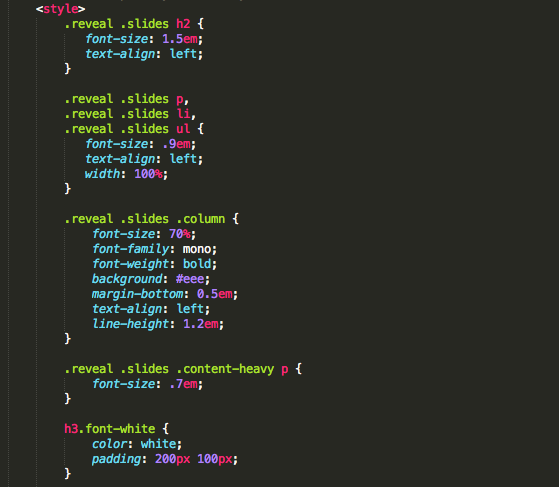 <style>
.reveal .slides h2 {
font-size: 1.5em;
text-align: left;
}
.reveal .slides p,
.reveal .slides li,
.reveal .slides ul {
font-size: .9em;
text-align: left;
width: 100%;
}
.reveal .slides .column {
font-size: 70%;
font-family: mono;
font-weight: bold;
background: #eee;
margin-bottom: 0.5em;
text-align: left;
line-height: 1.2em;
}
.reveal .slides .content-heavy p {
font-size: .7em;
}
h3.font-white {
color: white;
padding: 200px 100px;
}